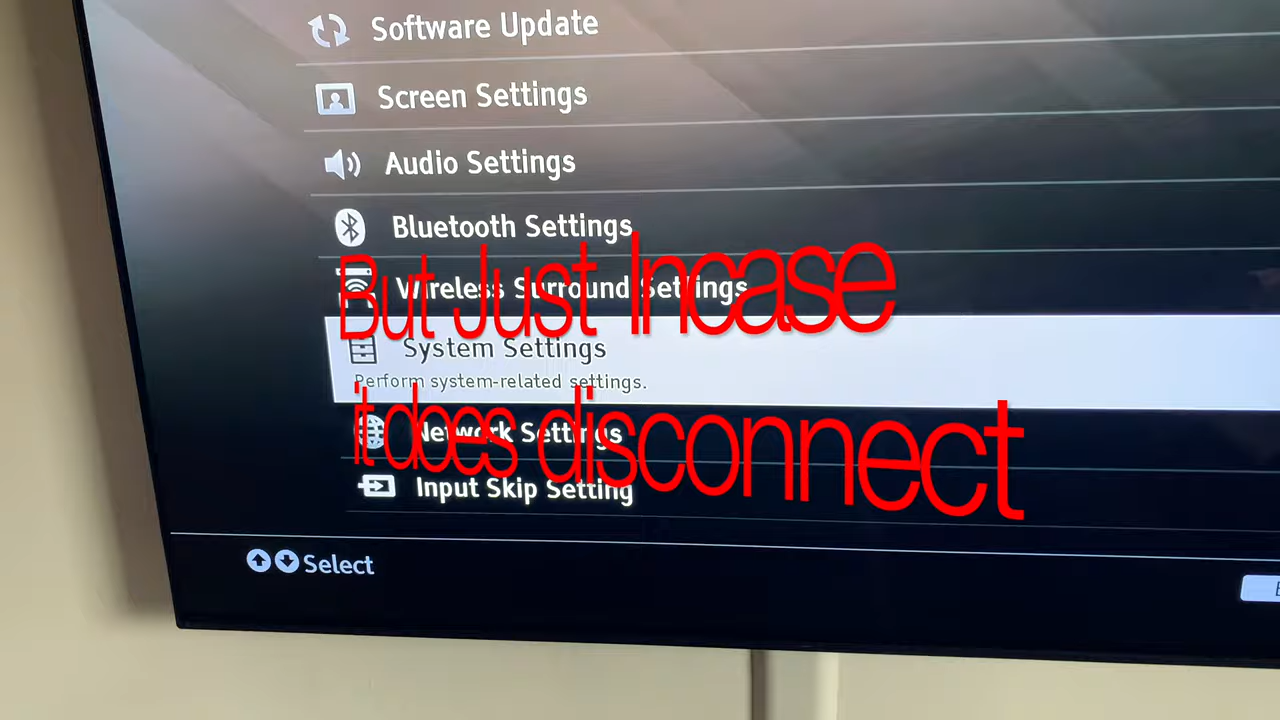 Software Update
Screen Settings
Audio Settings
Bluetooth Settings
But Just Incase
Wireless Surround Settings
System Settings
Perform system-related settings.
it does disconnect
Network Settings
Input Skip Setting
Select